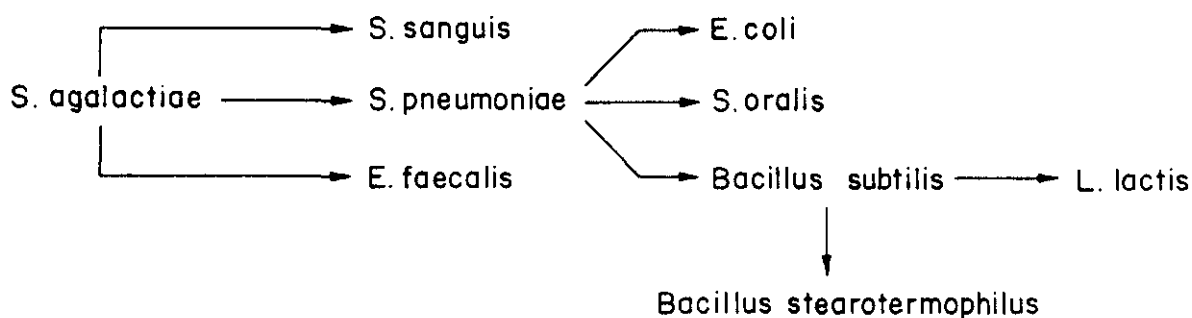 S. sanguis E. coli
S. agalactiae S. pneumoniae S. oralis
E. faecalis Bacillus subtilis L. lactis
Bacillus stearotermophilus